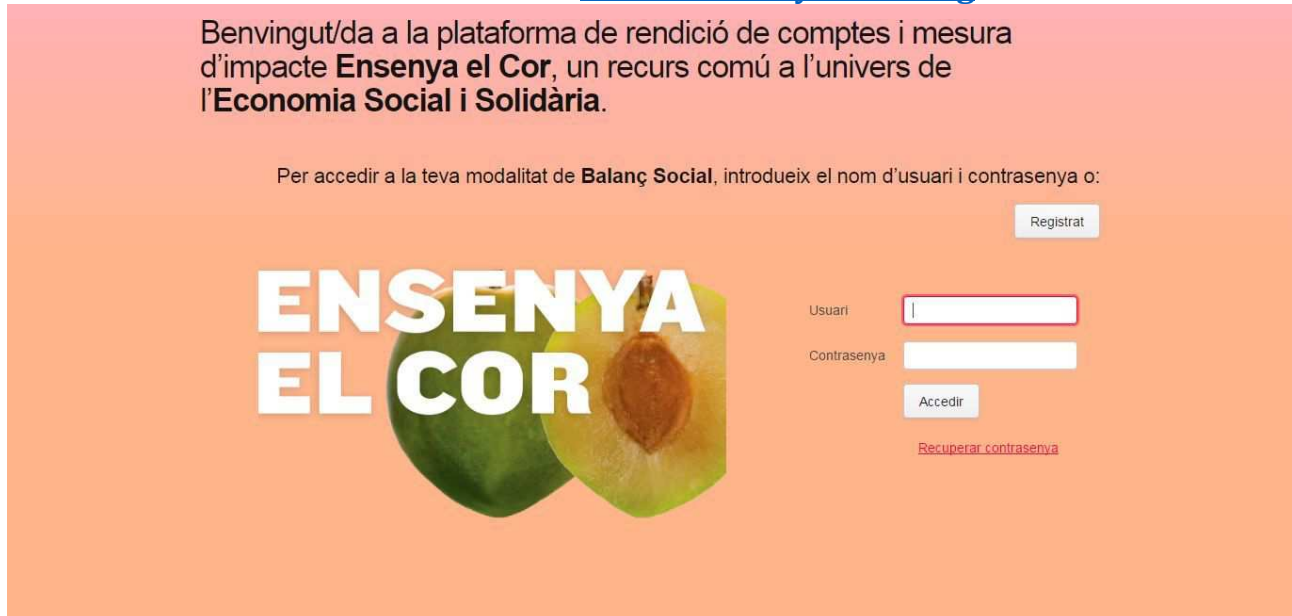 Benvingut/da a la plataforma de rendició de comptes i mesura
d’impacte Ensenya el Cor, un recurs comú a l’univers de
l’Economia Social i Solidària.
Per accedir a la teva modalitat de Balanç Social, introdueix el nom d’usuari i contrasenya o:
Registrat
ENSENYA
EL COR
Usuari
Contrasenya
Accedir
Recuperar contrasenya